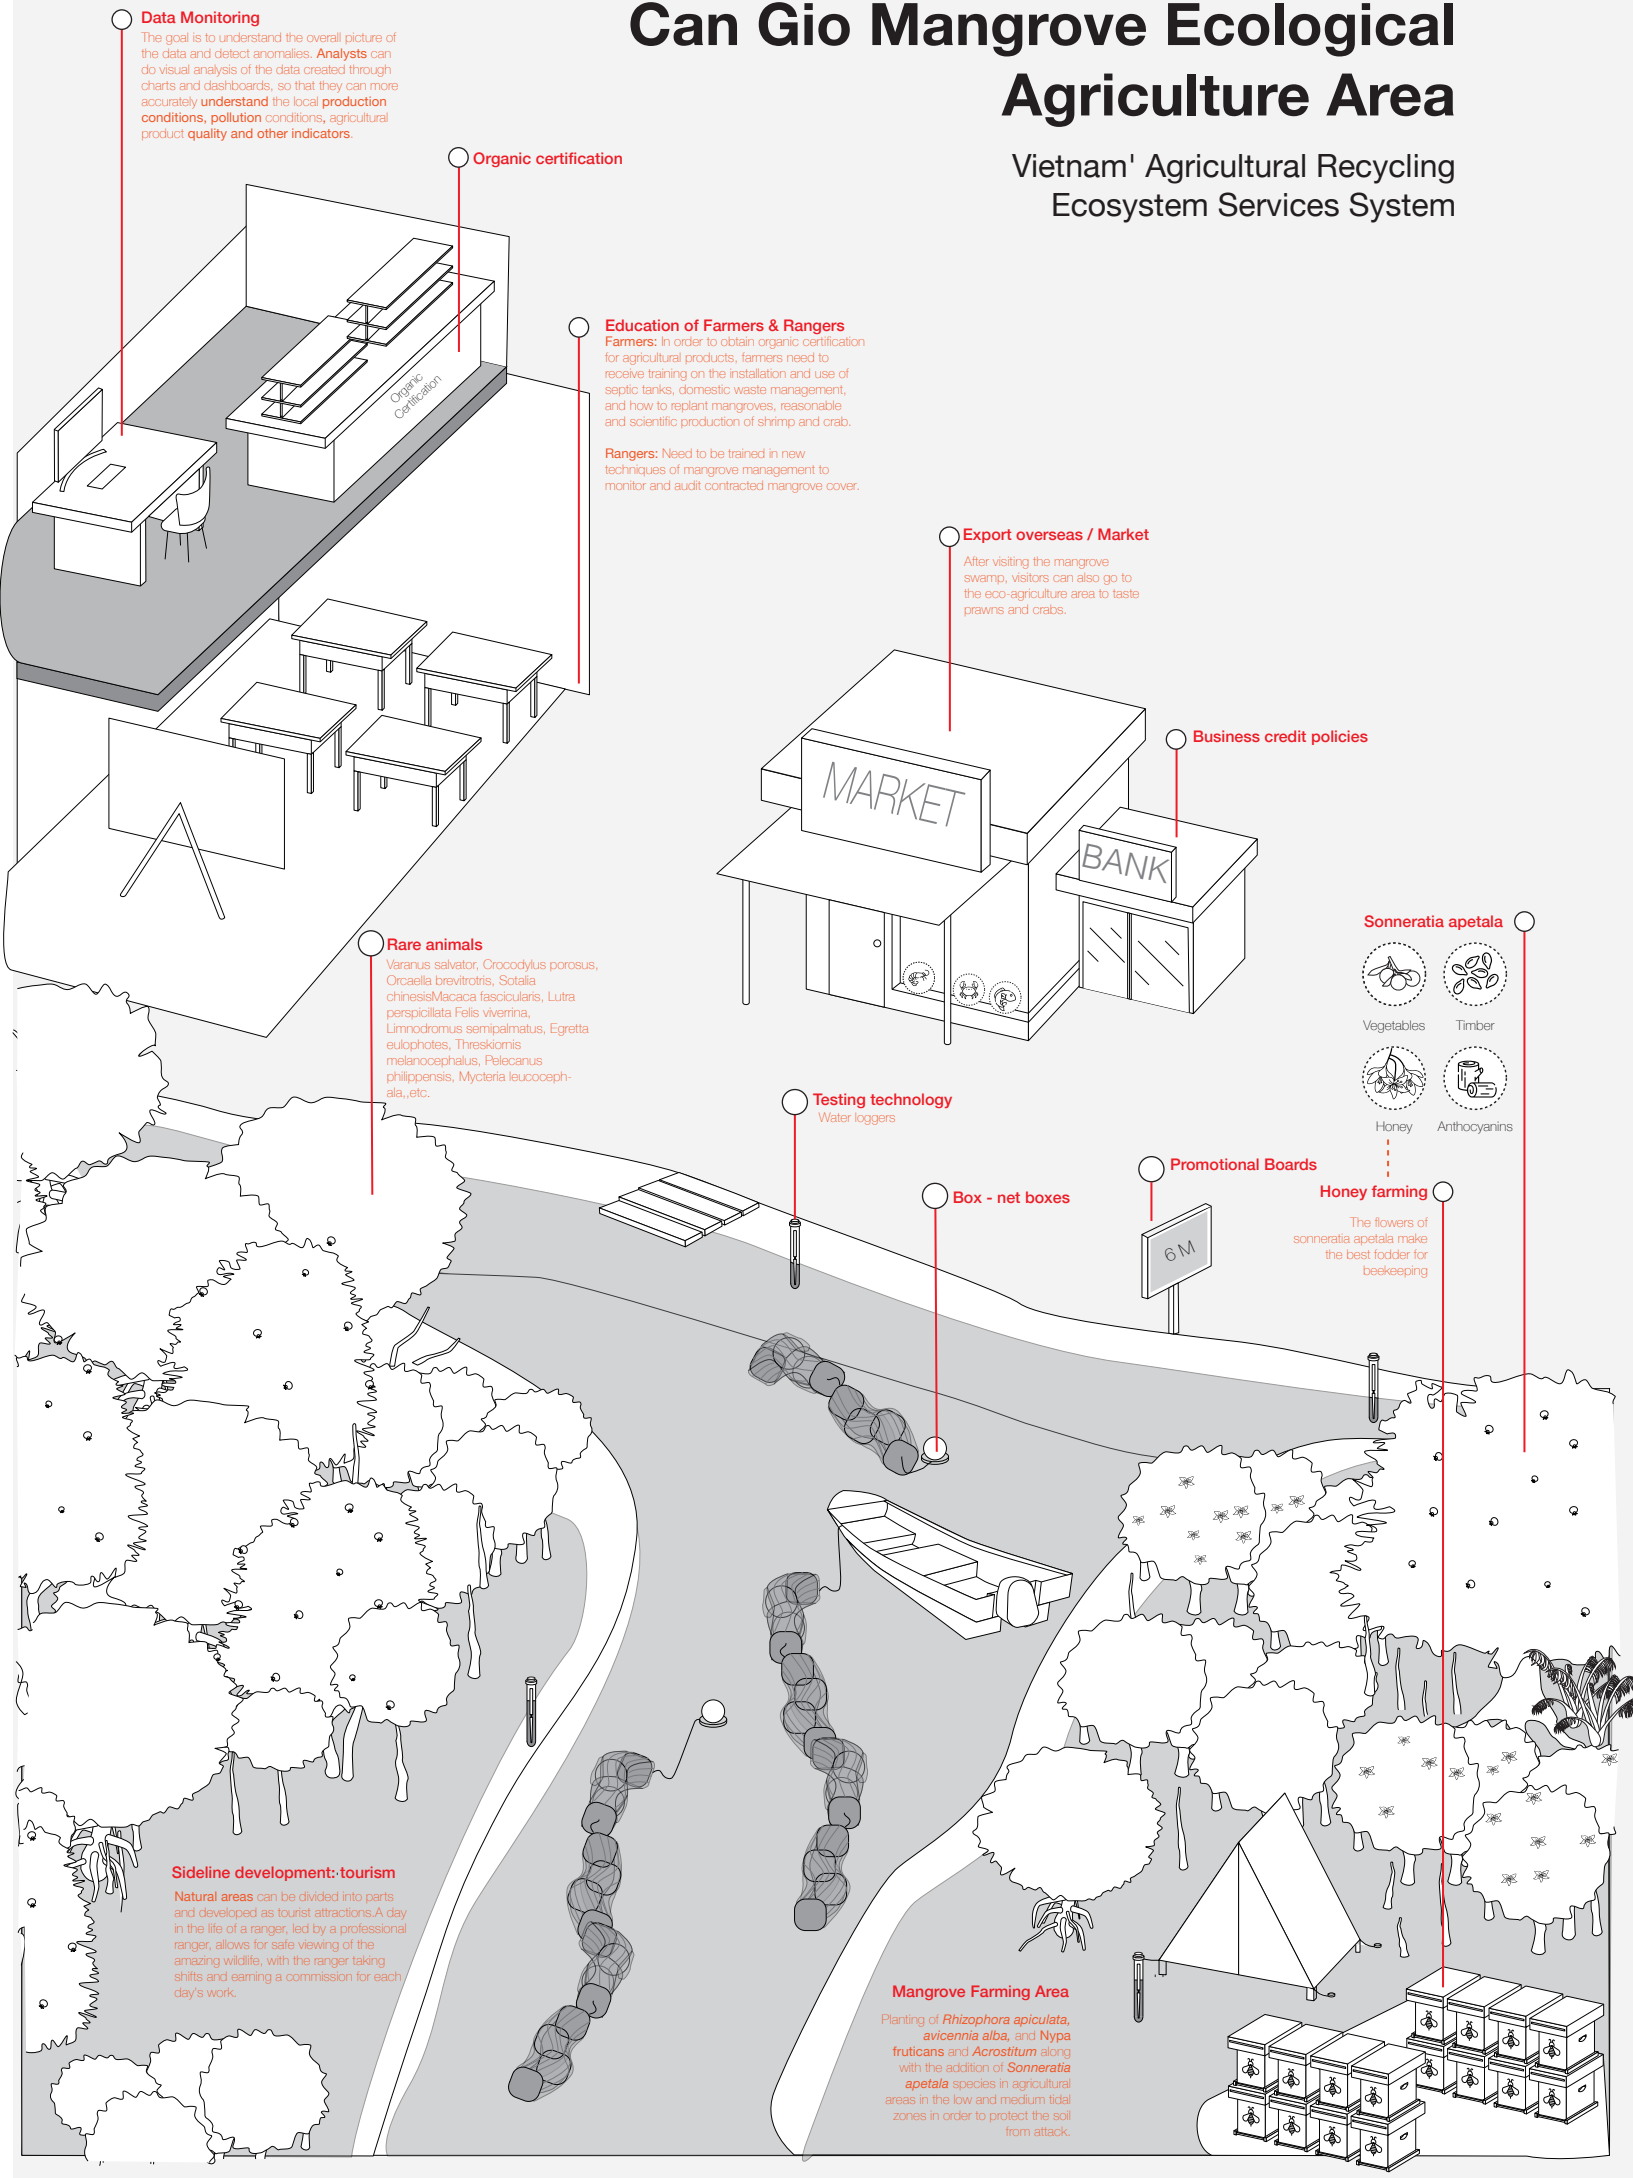 Can Gio Mangrove Ecological
Agriculture Area
Vietnam' Agricultural Recycling
Ecosystem Services System
Data Monitoring
The goal is to understand the overall picture of
the data and detect anomalies. Analysts can
do visual analysis of the data created through
charts and dashboards, so that they can more
accurately understand the local production
conditions, pollution conditions, agricultural
product quality and other indicators.
Organic certification
Organic
Certification
Education of Farmers & Rangers
Farmers: In order to obtain organic certification
for agricultural products, farmers need to
receive training on the installation and use of
septic tanks, domestic waste management,
and how to replant mangroves, reasonable
and scientific production of shrimp and crab.
Rangers: Need to be trained in new
techniques of mangrove management to
monitor and audit contracted mangrove cover.
Export overseas / Market
After visiting the mangrove
swamp, visitors can also go to
the eco-agriculture area to taste
prawns and crabs.
Business credit policies
MARKET
BANK
Rare animals
Varanus salvator, Crocodylus porosus,
Orcaella brevitrotris, Sotalia
chinesisMacaca fascicularis, Lutra
perspicillata Felis viverrina,
Limnodromus semipalmatus, Egretta
eulophotes, Threskiornis
melanocephalus, Pelecanus
philippensis, Mycteria leucoceph-
ala,,etc.
Sonneratia apetala
Vegetables
Timber
Honey
Anthocyanins
Testing technology
Water loggers
Box - net boxes
Promotional Boards
6M
Honey farming
The flowers of
sonneratia apetala make
the best fodder for
beekeeping
Sideline development:·tourism
Natural areas can be divided into parts
and developed as tourist attractions.A day
in the life of a ranger, led by a professional
ranger, allows for safe viewing of the
amazing wildlife, with the ranger taking
shifts and earning a commission for each
day's work.
Mangrove Farming Area
Planting of Rhizophora apiculata,
avicennia alba, and Nypa
fruticans and Acrostitum along
with the addition of Sonneratia
apetala species in agricultural
areas in the low and medium tidal
zones in order to protect the soil
from attack.